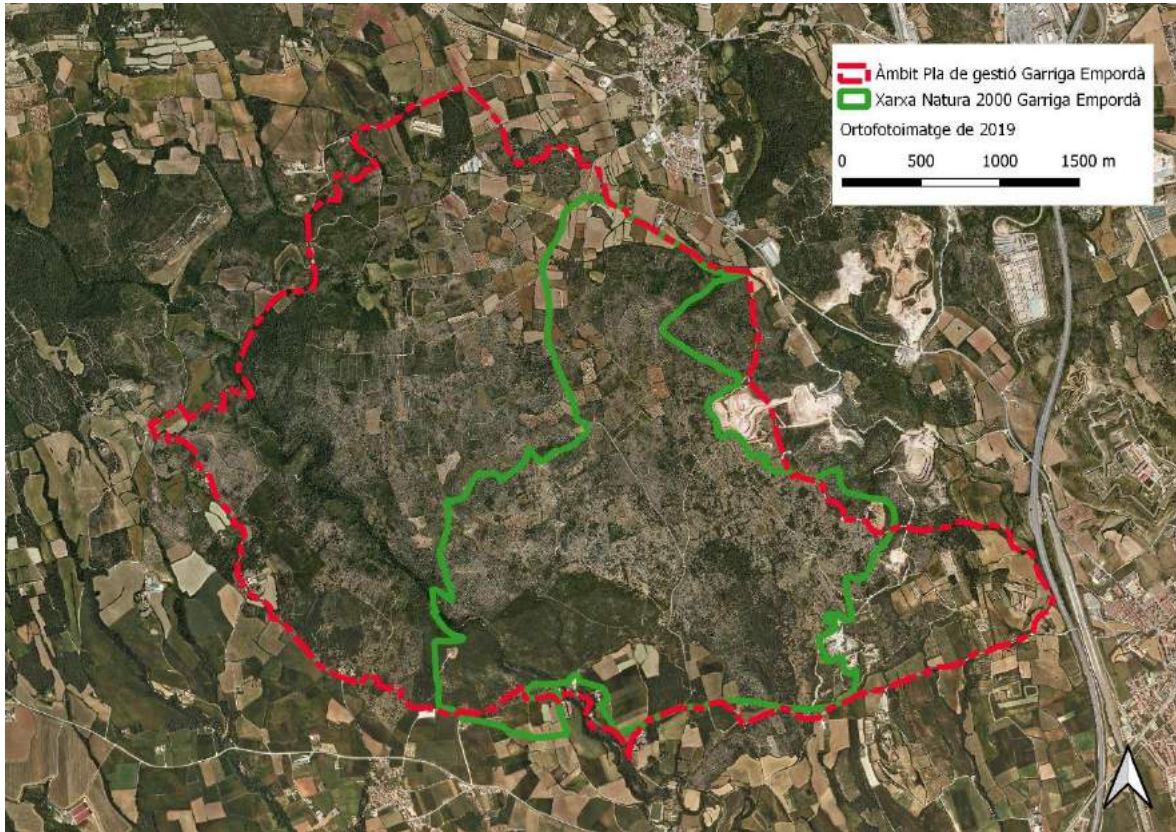 Àmbit Pla de gestió Garriga Empordà
Xarxa Natura 2000 Garriga Empordà
Ortofotoimatge de 2019
0 500 1000 1500 m